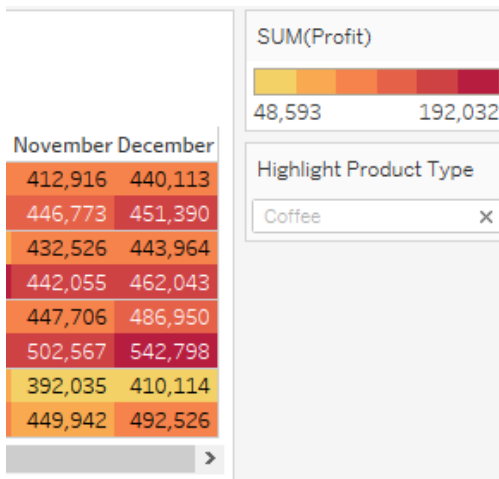 SUM(Profit)
48,593 192,032
Highlight Product Type
Coffee
November December
412,916 440,113
446,773 451,390
432,526 443,964
442,055 462,043
447,706 486,950
502,567 542,798
392,035 410,114
449,942 492,526